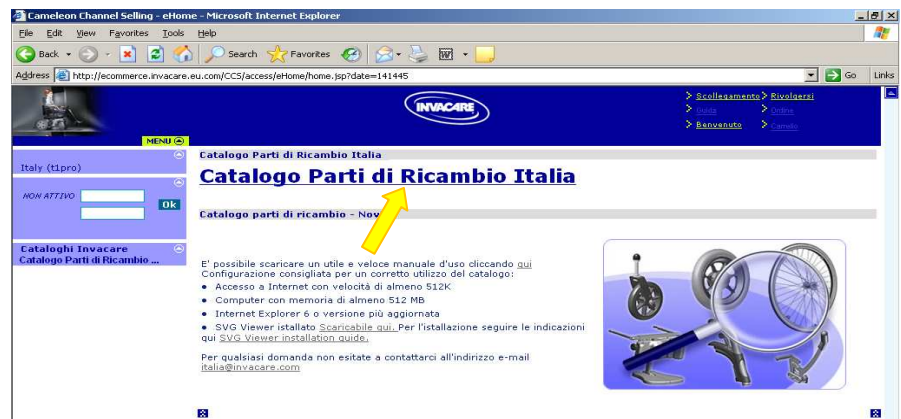 Cameleon Channel Selling - eHome - Microsoft Internet Explorer
File Edit View Favorites Tools Help
Back Search Favorites
Address http://ecommerce.invacare.eu.com/CCS/access/eHome/home.jsp?date=141445 Go Links
INVACARE
Scollegamento Rivolgersi
Guida Ordine
Benvenuto Carrello
MENU
Italy (t1pro)
NON ATTIVO
Ok
Cataloghi Invacare
Catalogo Parti di Ricambio ...
Catalogo Parti di Ricambio Italia
Catalogo Parti di Ricambio Italia
Catalogo parti di ricambio - Nov
E' possibile scaricare un utile e veloce manuale d'uso cliccando qui
Configurazione consigliata per un corretto utilizzo del catalogo:
• Accesso a Internet con velocità di almeno 512K
• Computer con memoria di almeno 512 MB
• Internet Explorer 6 o versione più aggiornata
• SVG Viewer istallato Scaricabile qui. Per l'istallazione seguire le indicazioni
qui SVG Viewer installation guide.
Per qualsiasi domanda non esitate a contattarci all'indirizzo e-mail
italia@invacare.com